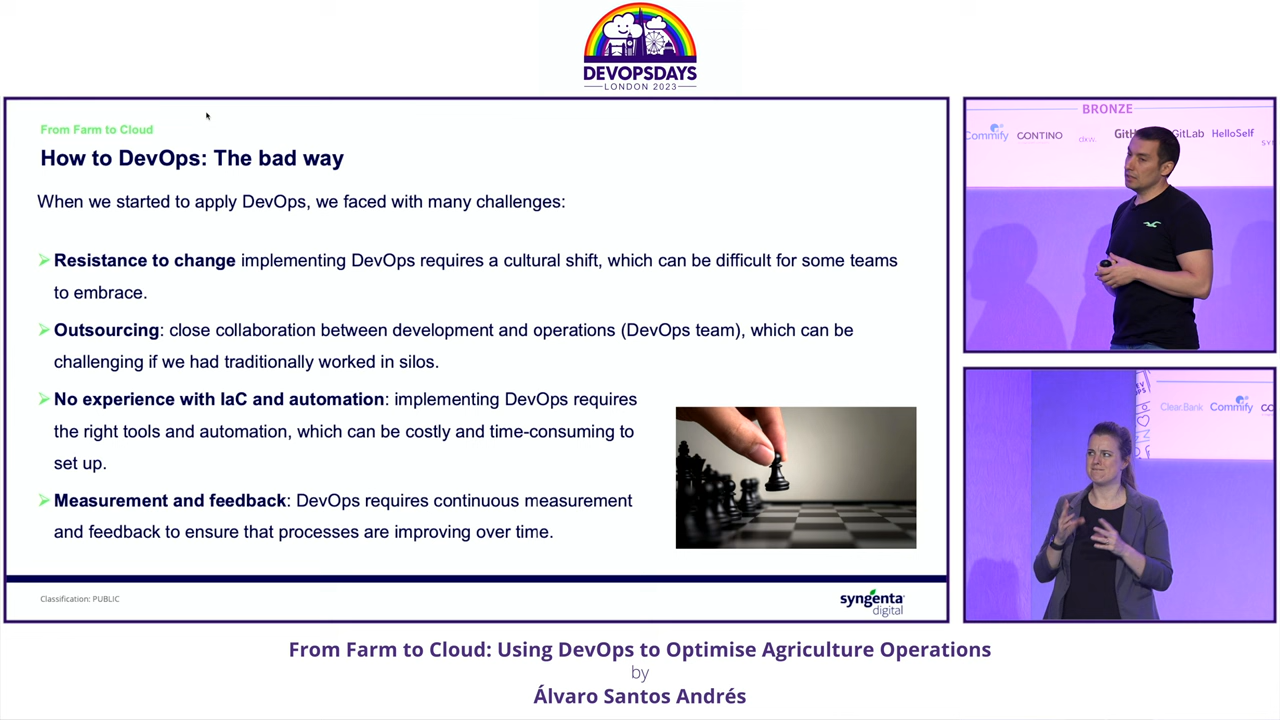 DEVOPSDAYS
LONDON 2023
From Farm to Cloud
How to DevOps: The bad way
When we started to apply DevOps, we faced with many challenges:
Resistance to change implementing DevOps requires a cultural shift, which can be difficult for some teams
to embrace.
Outsourcing: close collaboration between development and operations (DevOps team), which can be
challenging if we had traditionally worked in silos.
No experience with IaC and automation: implementing DevOps requires
the right tools and automation, which can be costly and time-consuming to
set up.
Measurement and feedback: DevOps requires continuous measurement
and feedback to ensure that processes are improving over time.
Classification: PUBLIC
syngenta
digital
BRONZE
Commify CONTINO dxw. GitH GitLab HelloSelf
SY
Clear.Bank Commify CO
From Farm to Cloud: Using DevOps to Optimise Agriculture Operations
by
Álvaro Santos Andrés